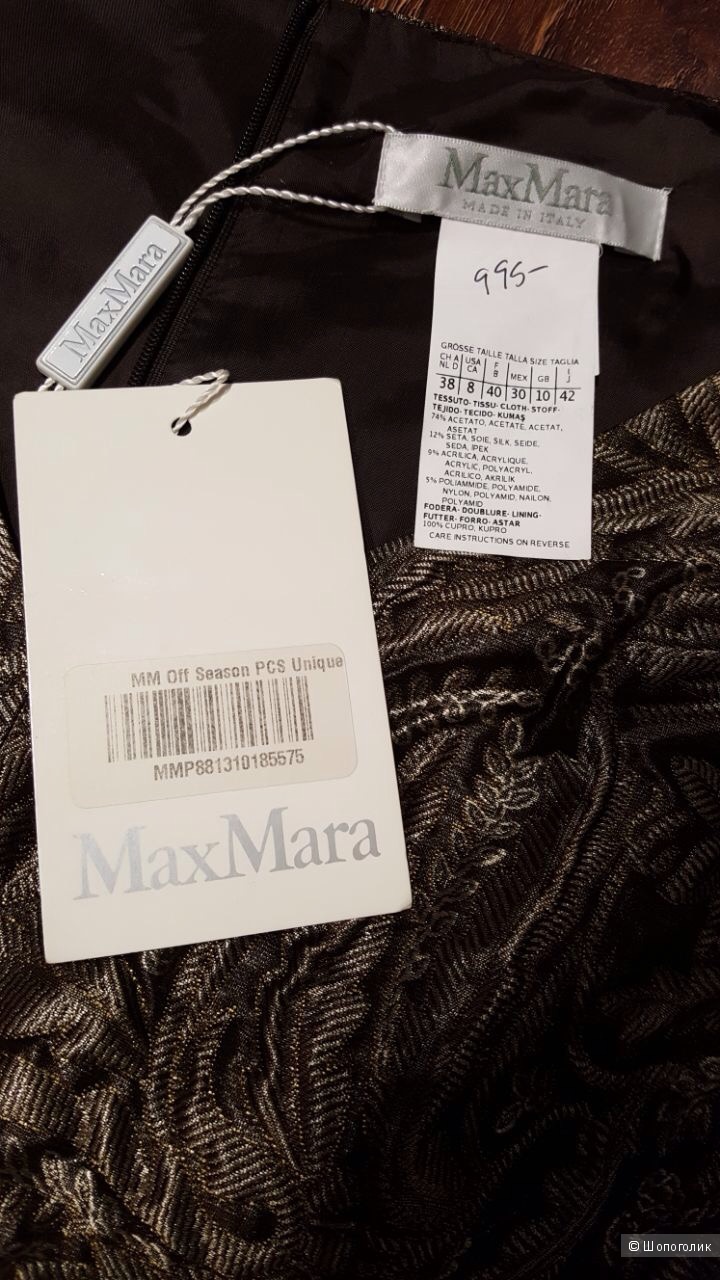 MaxMara
MADE IN ITALY
MaxMara
995-
GRÖSSE TAILLE TALLA SIZE TAGLIA
CH A NL D USA CA F B MEX GB I J
38 8 40 30 10 42
TESSUTO- TISSU- CLOTH- STOFF-
TEJIDO- TECIDO- KUMAŞ
74% ACETATO, ACETATE, ACETAT,
ASETAT
12% SETA, SOIE, SILK, SEIDE,
SEDA, IPEK
9% ACRILICA, ACRYLIQUE,
ACRYLIC, POLYACRYL,
ACRILICO, AKRILIK
5% POLIAMMIDE, POLYAMIDE,
NYLON, POLYAMID, NAILON,
POLYAMID
FODERA- DOUBLURE- LINING-
FUTTER- FORRO- ASTAR
100% CUPRO, KUPRO
CARE INSTRUCTIONS ON REVERSE
MM Off Season PCS Unique
MMP881310185575
MaxMara
© Шопоголик